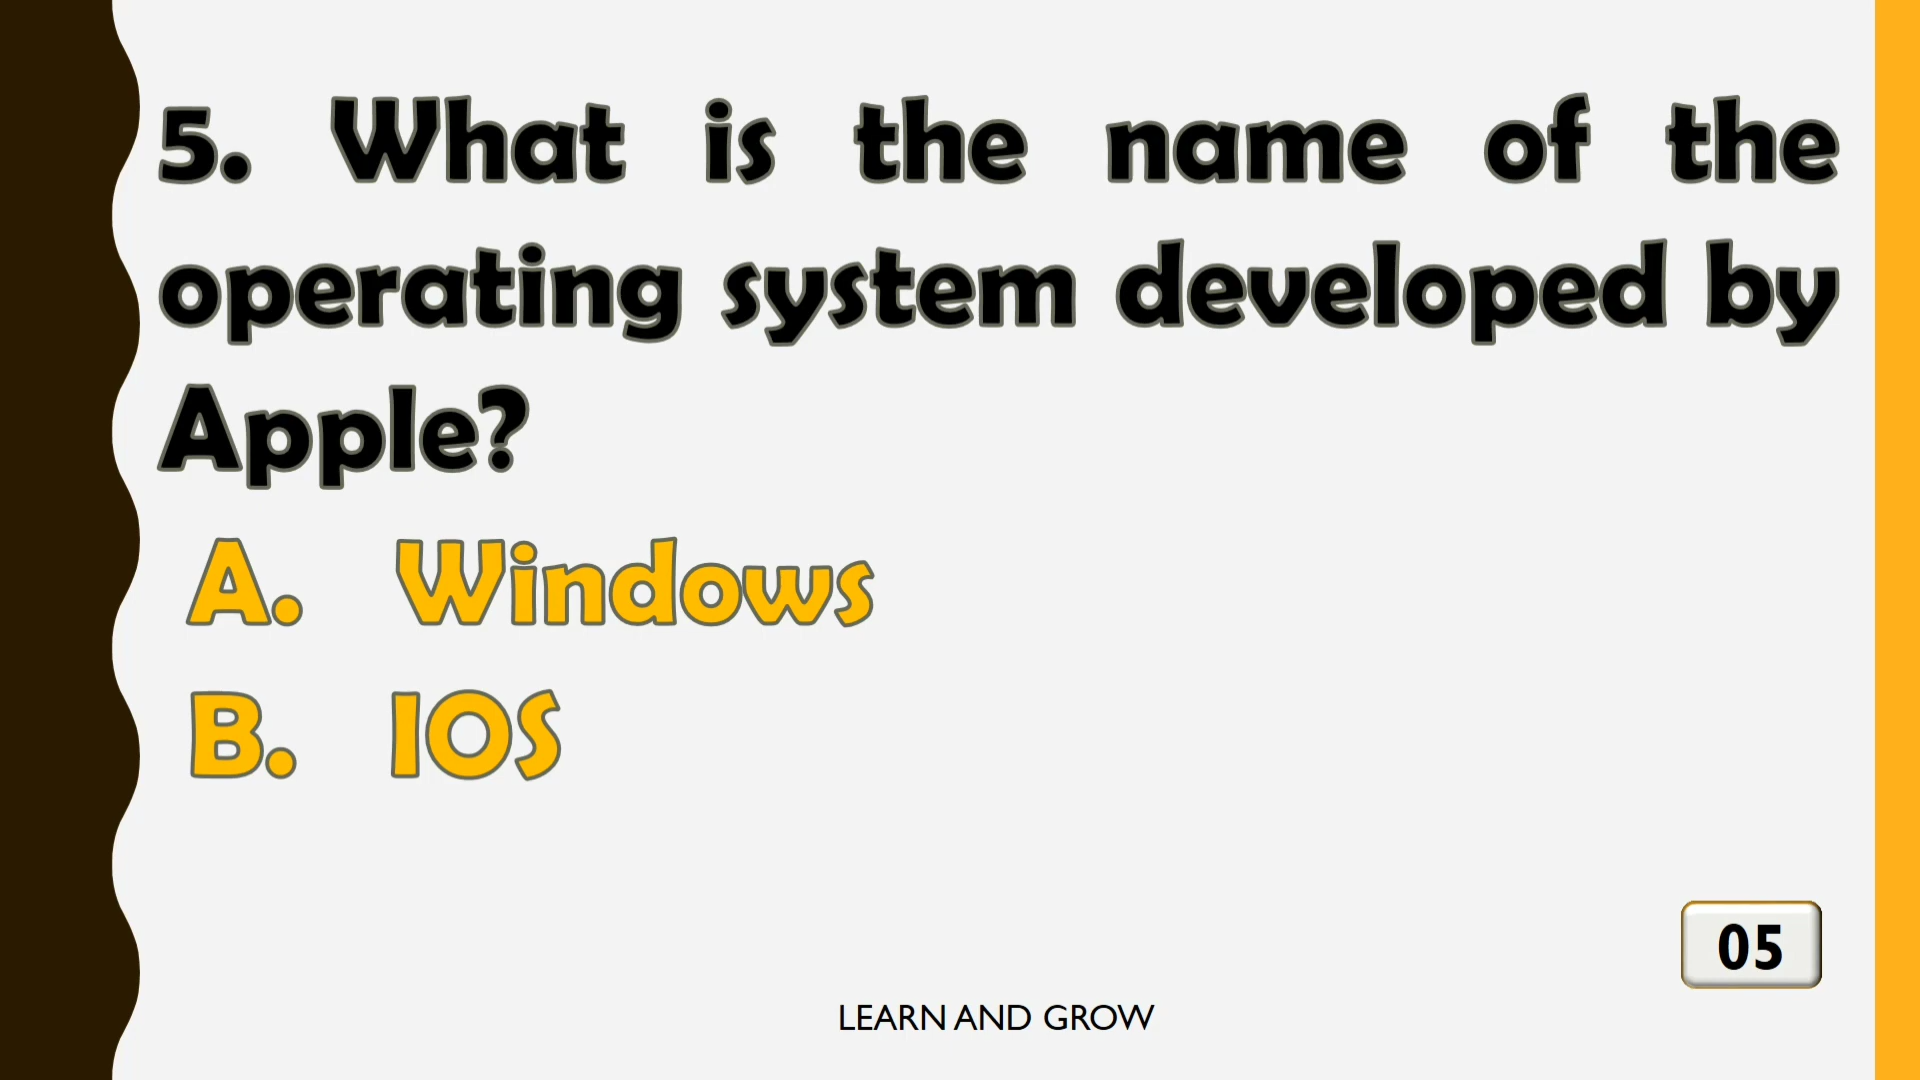 5. What is the name of the
operating system developed by
Apple?
A. Windows
B. IOS
05
LEARN AND GROW